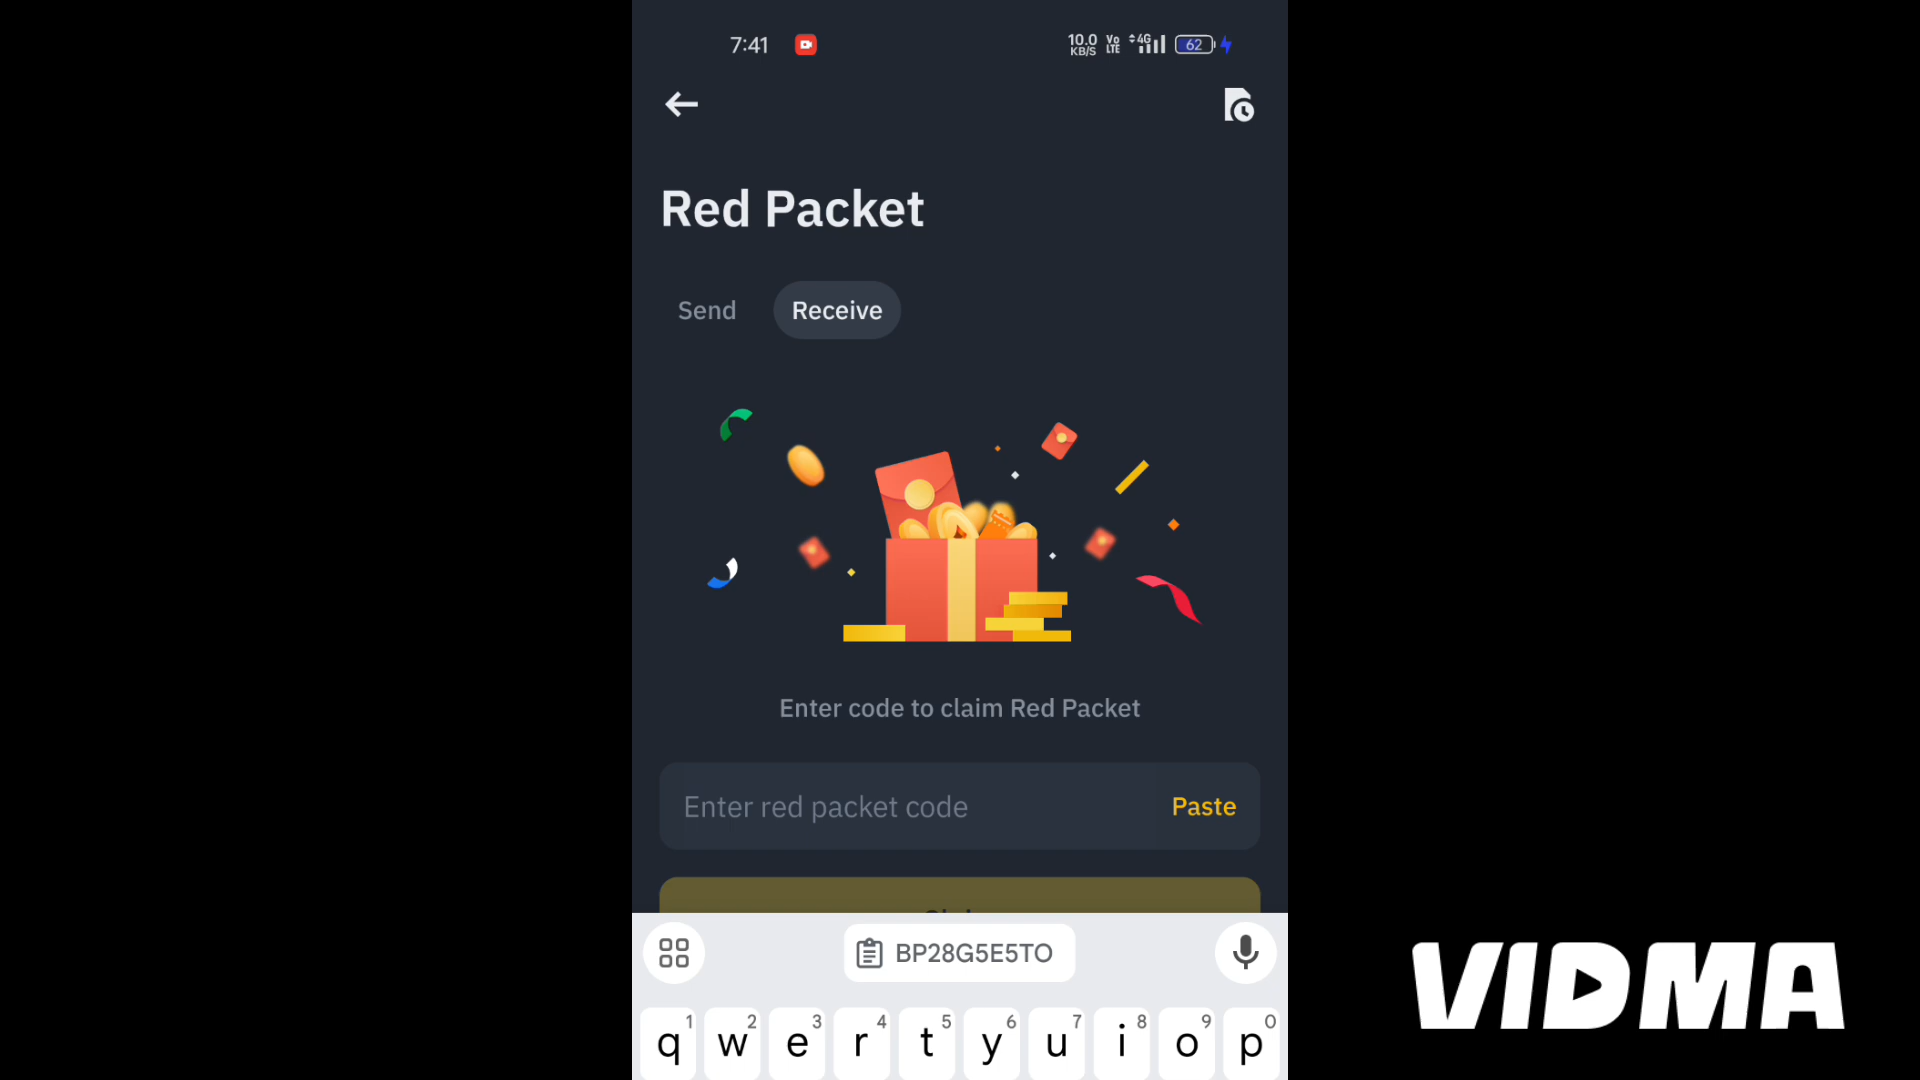 7:41
10.0
KB/S
Vo
LTE
4G
62
Red Packet
Send
Receive
Enter code to claim Red Packet
Enter red packet code
Paste
BP28G5E5TO
q 1
w 2
e 3
r 4
t 5
y 6
u 7
i 8
o 9
p 0
VIDMA